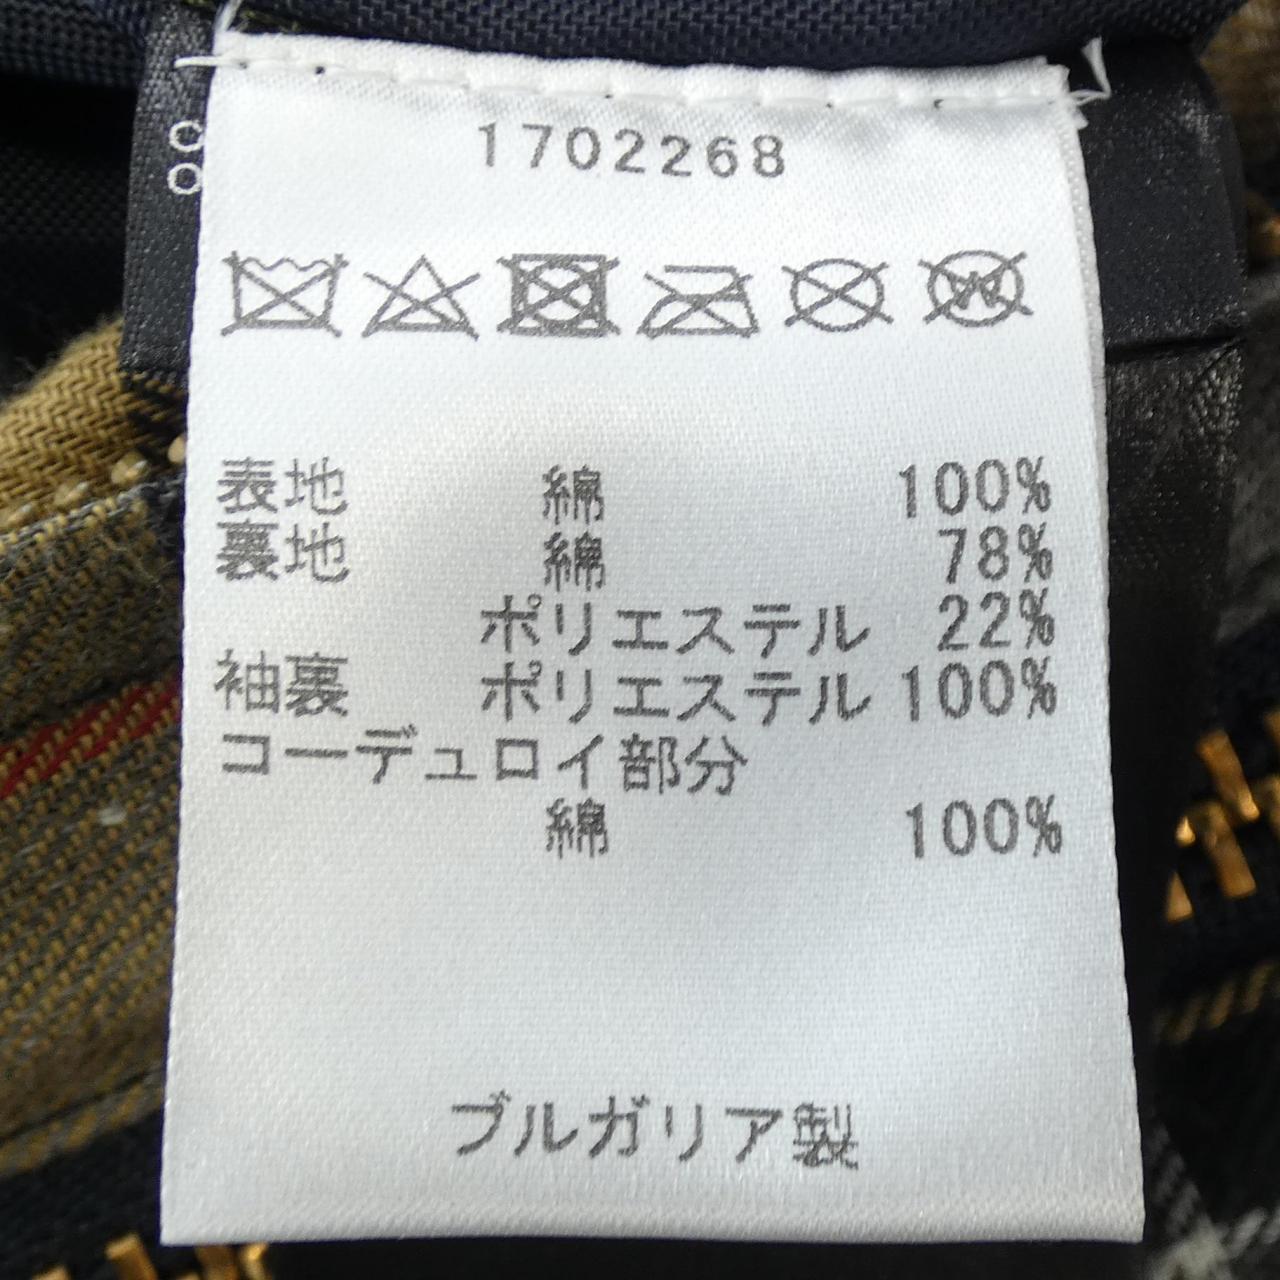 1702268
表地 綿 100%
裏地 綿 78%
ポリエステル 22%
袖裏 ポリエステル 100%
コーデュロイ部分
綿 100%
ブルガリア製